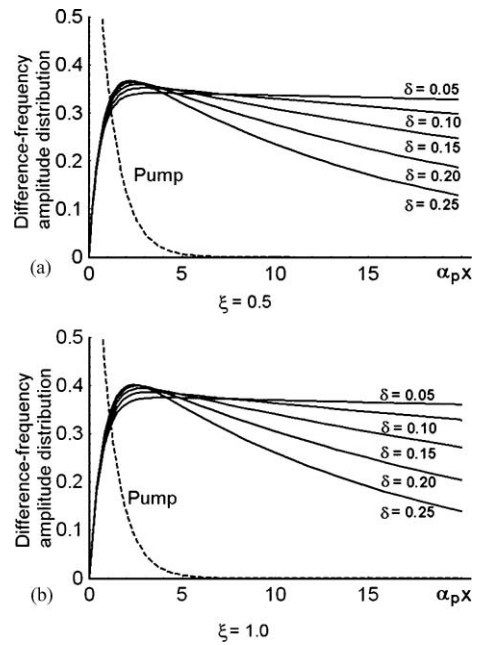 Difference-frequency
amplitude distribution
0.5
0.4
0.3
0.2
0.1
0
Pump
δ = 0.05
δ = 0.10
δ = 0.15
δ = 0.20
δ = 0.25
(a)
0 5 10 15 αpx
ξ = 0.5
Difference-frequency
amplitude distribution
0.5
0.4
0.3
0.2
0.1
0
Pump
δ = 0.05
δ = 0.10
δ = 0.15
δ = 0.20
δ = 0.25
(b)
0 5 10 15 αpx
ξ = 1.0